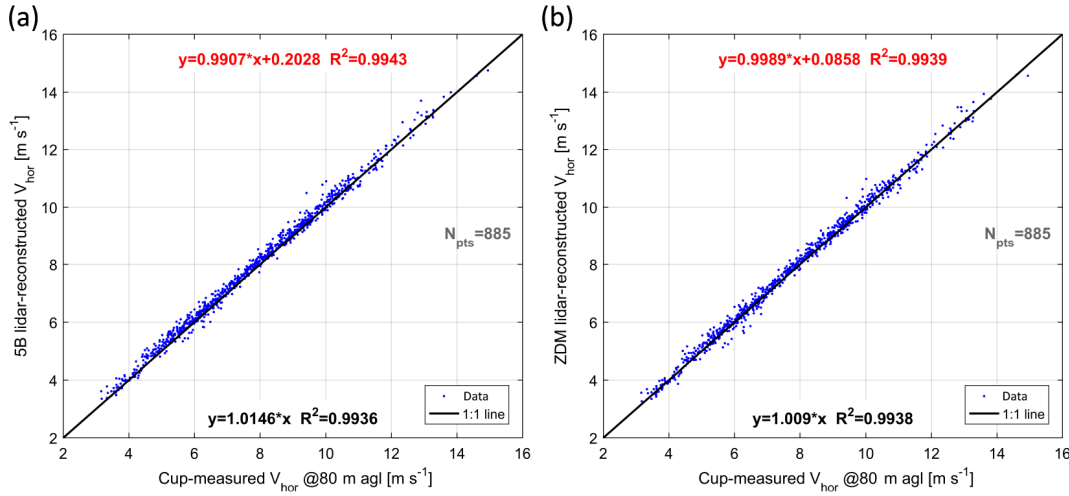 (a)
y=0.9907*x+0.2028 R²=0.9943
16
14
12
10
8
6
4
2
5B lidar-reconstructed V_hor [m s⁻¹]
N_pts=885
Data
1:1 line
y=1.0146*x R²=0.9936
2 4 6 8 10 12 14 16
Cup-measured V_hor @80 m agl [m s⁻¹]
(b)
y=0.9989*x+0.0858 R²=0.9939
16
14
12
10
8
6
4
2
ZDM lidar-reconstructed V_hor [m s⁻¹]
N_pts=885
Data
1:1 line
y=1.009*x R²=0.9938
2 4 6 8 10 12 14 16
Cup-measured V_hor @80 m agl [m s⁻¹]